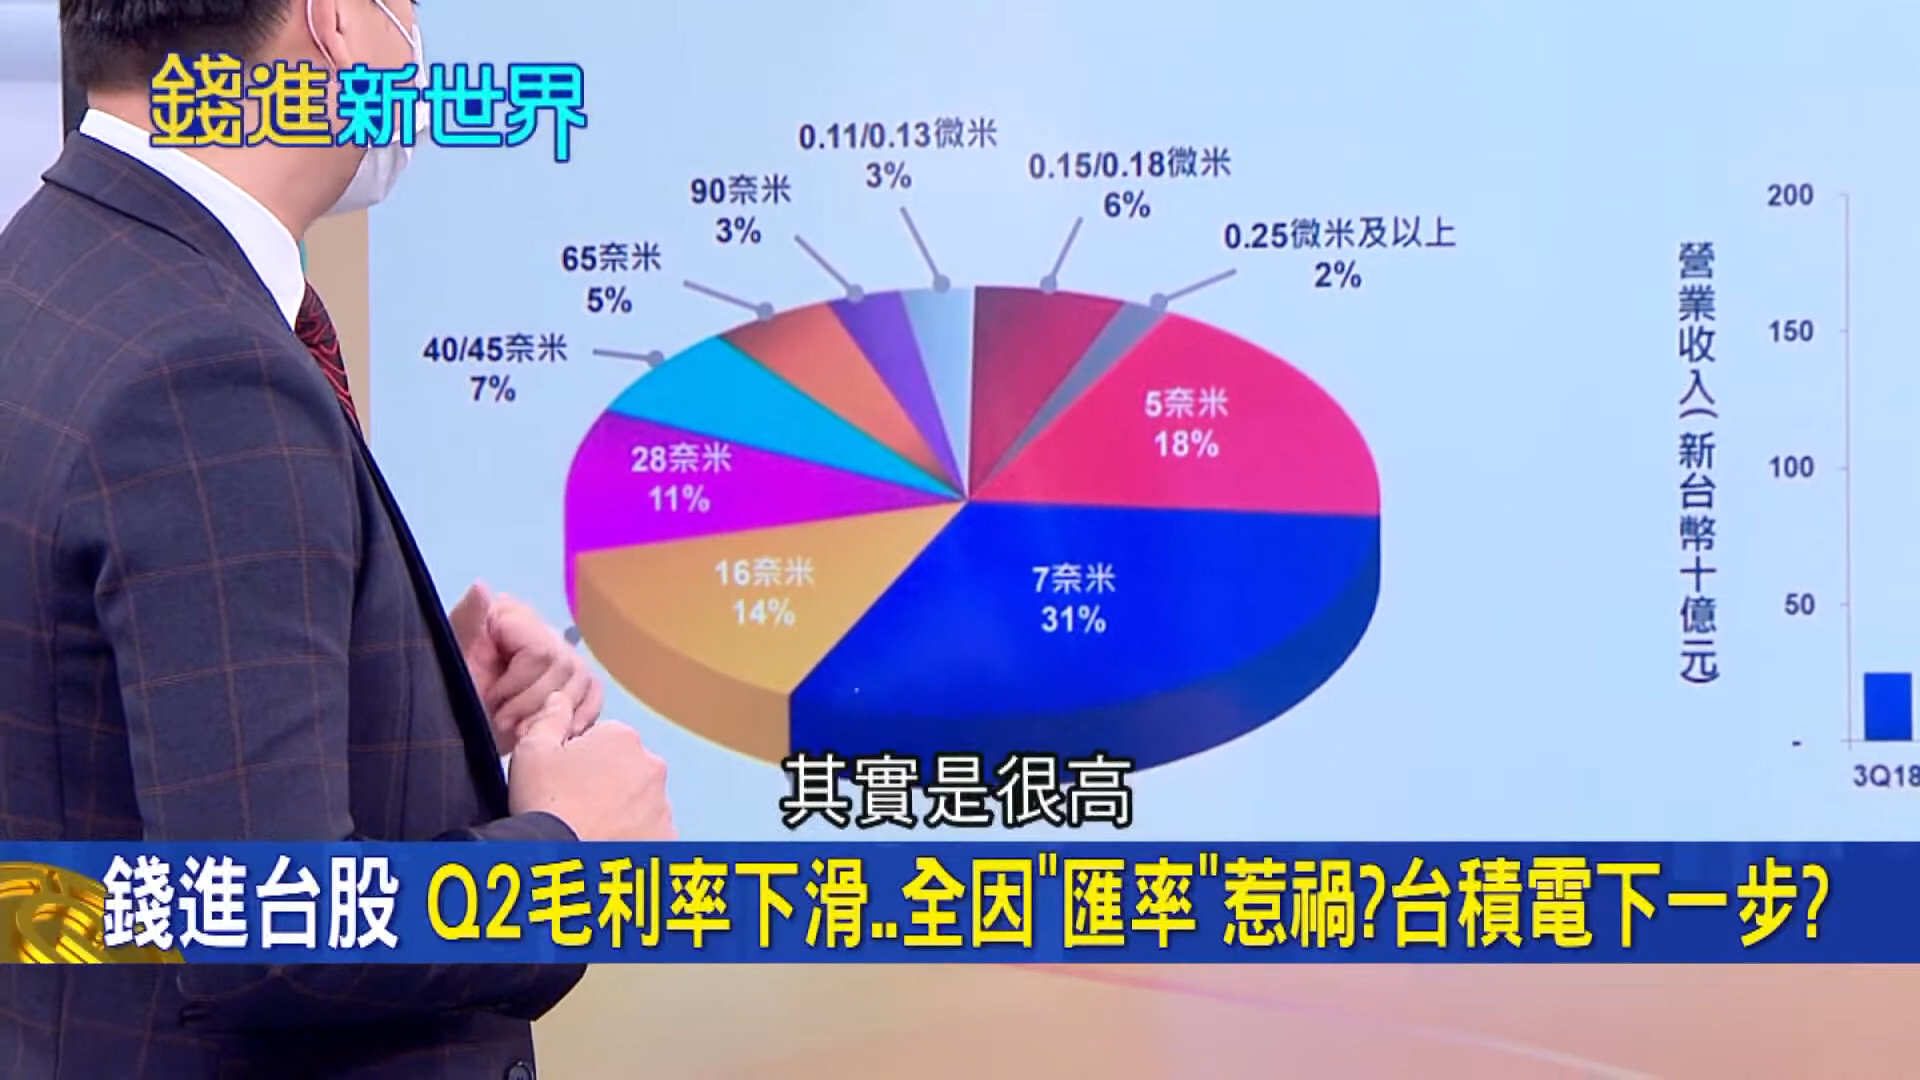 錢進新世界
0.11/0.13微米
3%
0.15/0.18微米
6%
90奈米
3%
0.25微米及以上
2%
65奈米
5%
40/45奈米
7%
5奈米
18%
28奈米
11%
16奈米
14%
7奈米
31%
營業收入(新台幣十億元)
200
150
100
50
-
3Q18
其實是很高
錢進台股 Q2毛利率下滑..全因"匯率"惹禍?台積電下一步?